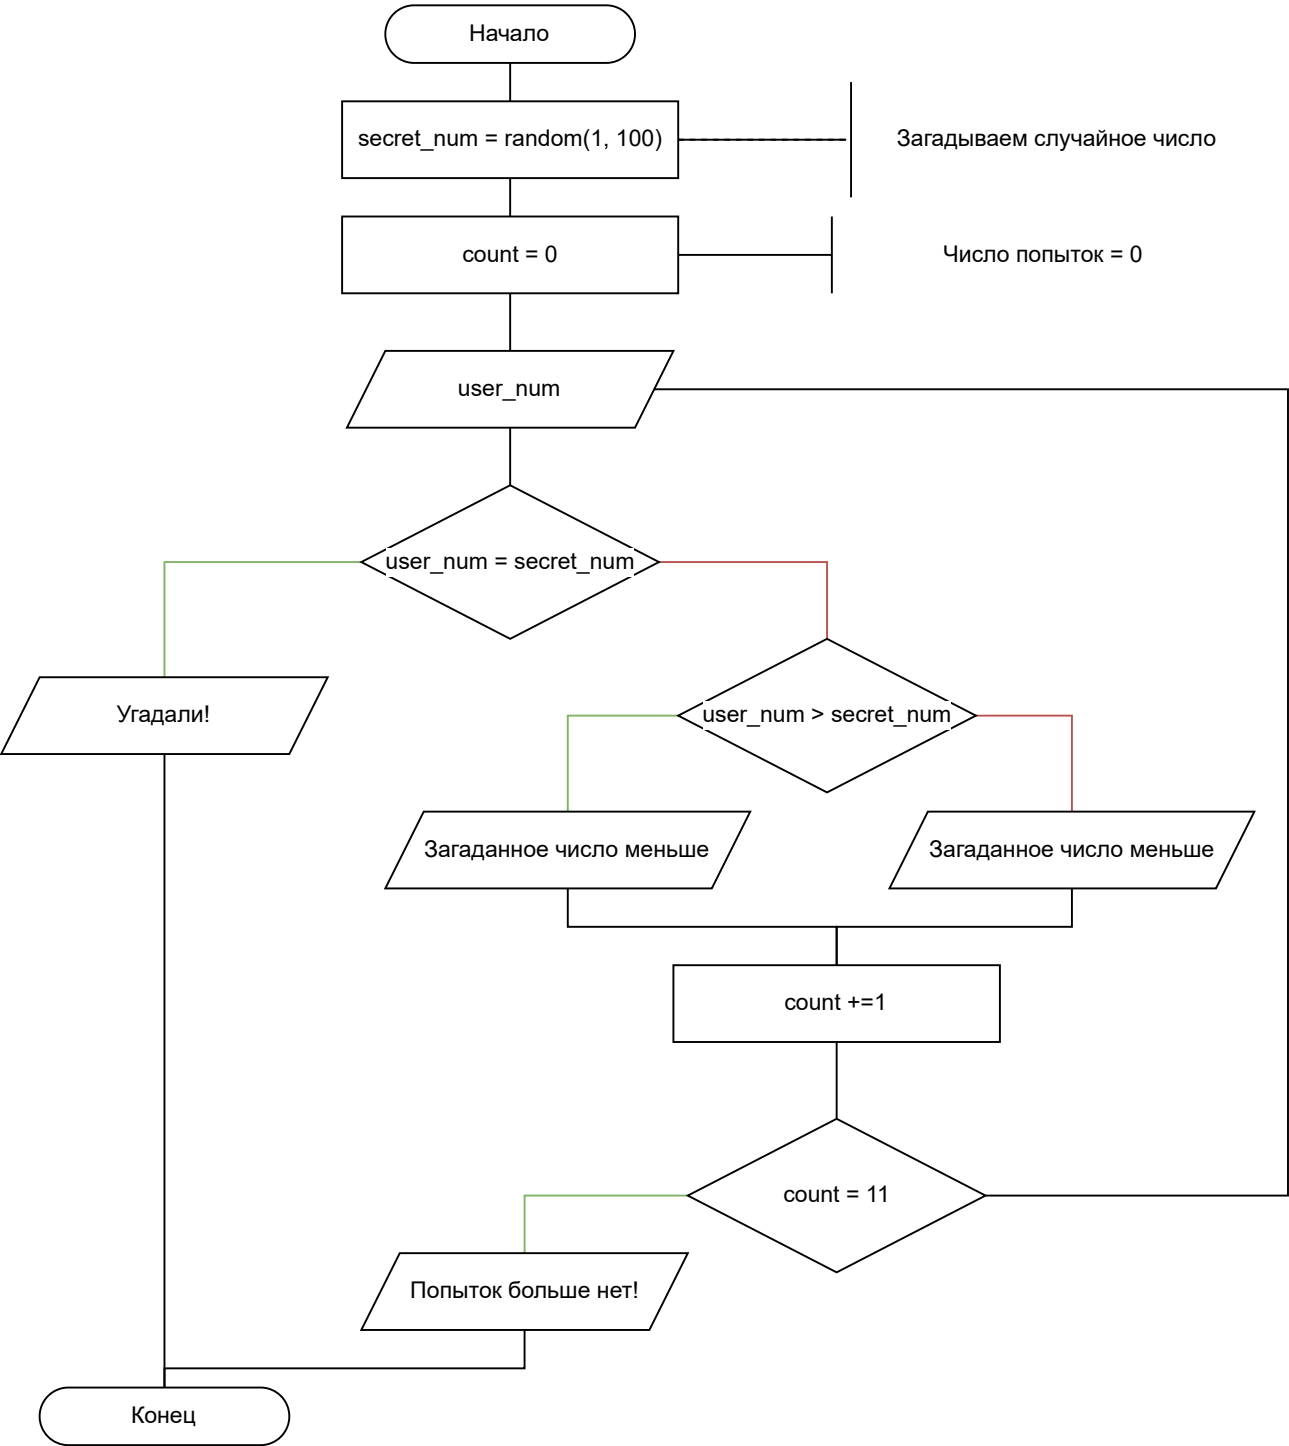 Начало
secret_num = random(1, 100)
Загадываем случайное число
count = 0
Число попыток = 0
user_num
user_num = secret_num
Угадали!
user_num > secret_num
Загаданное число меньше
Загаданное число меньше
count +=1
count = 11
Попыток больше нет!
Конец